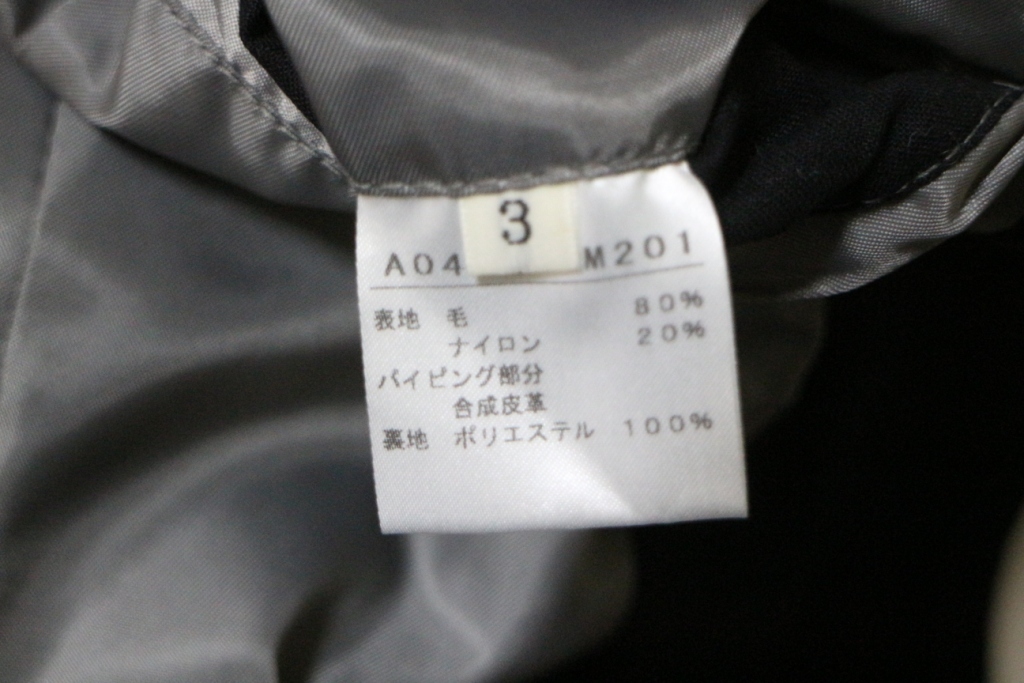 3
A04 M201
表地 毛 80%
ナイロン 20%
パイピング部分
合成皮革
裏地 ポリエステル 100%